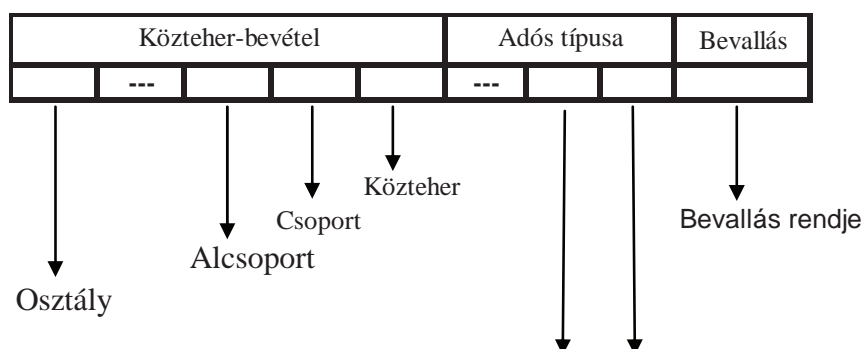 Közteher-bevétel Adós típusa Bevallás
--- ---
Közteher
Csoport
Bevallás rendje
Alcsoport
Osztály